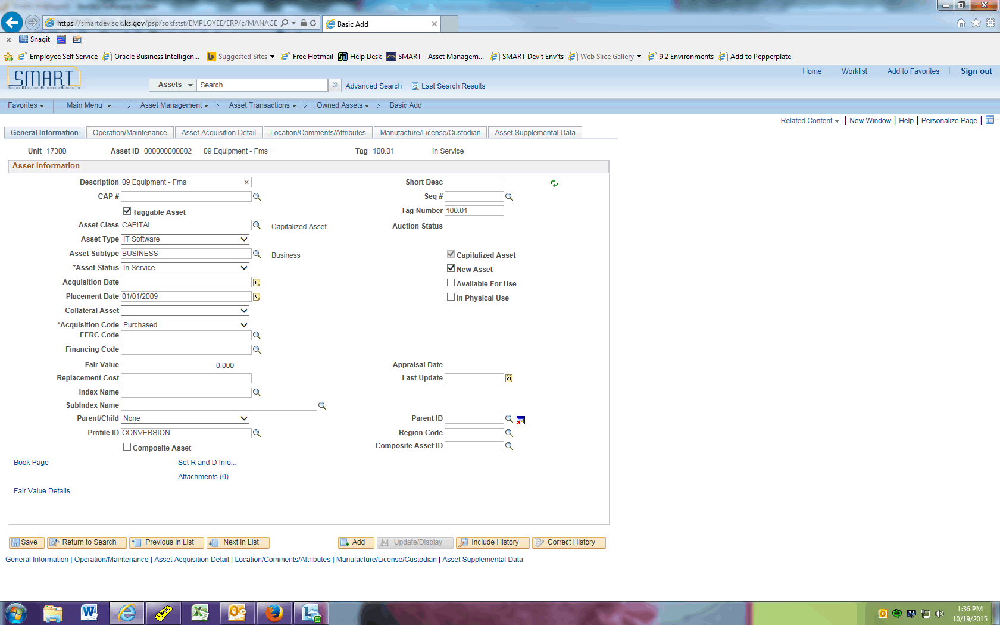 https://smartdev.sok.ks.gov/psp/sokfstst/EMPLOYEE/ERP/c/MANAGE
Basic Add
Snagit
Employee Self Service Oracle Business Intelligen... Suggested Sites Free Hotmail Help Desk SMART - Asset Managem... SMART Dev't Env'ts Web Slice Gallery 9.2 Environments Add to Pepperplate
SMART
Home Worklist Add to Favorites Sign out
Assets Search Advanced Search Last Search Results
Favorites Main Menu > Asset Management > Asset Transactions > Owned Assets > Basic Add
Related Content | New Window | Help | Personalize Page |
General Information Operation/Maintenance Asset Acquisition Detail Location/Comments/Attributes Manufacture/License/Custodian Asset Supplemental Data
Unit 17300 Asset ID 000000000002 09 Equipment - Fms Tag 100.01 In Service
Asset Information
Description 09 Equipment - Fms Short Desc
CAP # Seq #
Taggable Asset Tag Number 100.01
Asset Class CAPITAL Capitalized Asset Auction Status
Asset Type IT Software
Asset Subtype BUSINESS Business Capitalized Asset
*Asset Status In Service New Asset
Acquisition Date Available For Use
Placement Date 01/01/2009 In Physical Use
Collateral Asset
*Acquisition Code Purchased
FERC Code
Financing Code
Fair Value 0.000 Appraisal Date
Replacement Cost Last Update
Index Name
SubIndex Name
Parent/Child None Parent ID
Profile ID CONVERSION Region Code
Composite Asset Composite Asset ID
Book Page Set R and D Info...
Attachments (0)
Fair Value Details
Save Return to Search Previous in List Next in List Add Update/Display Include History Correct History
General Information | Operation/Maintenance | Asset Acquisition Detail | Location/Comments/Attributes | Manufacture/License/Custodian | Asset Supplemental Data
1:36 PM
10/19/2015